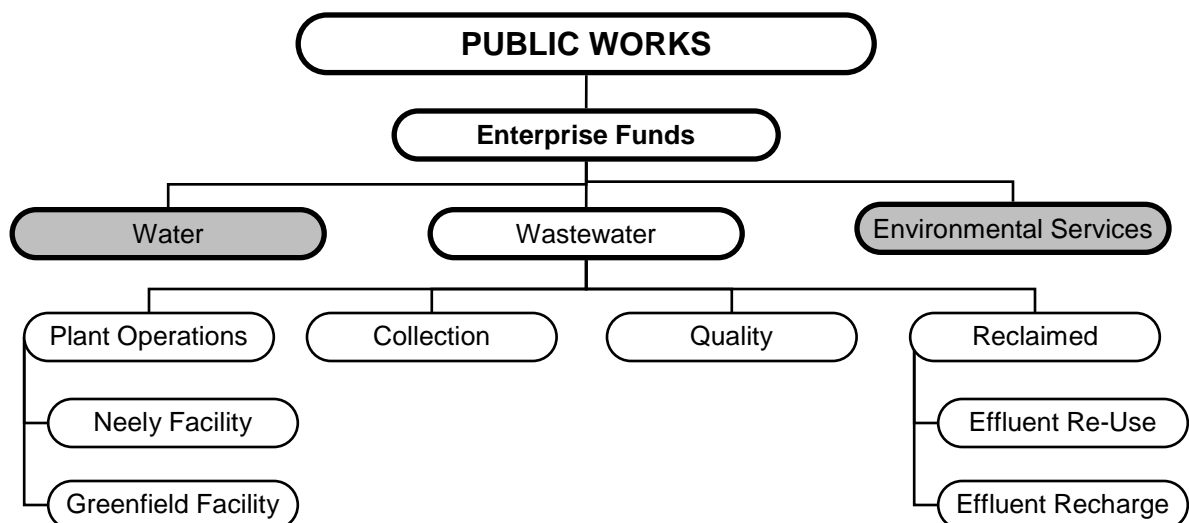 PUBLIC WORKS
Enterprise Funds
Water
Wastewater
Environmental Services
Plant Operations
Collection
Quality
Reclaimed
Neely Facility
Effluent Re-Use
Greenfield Facility
Effluent Recharge